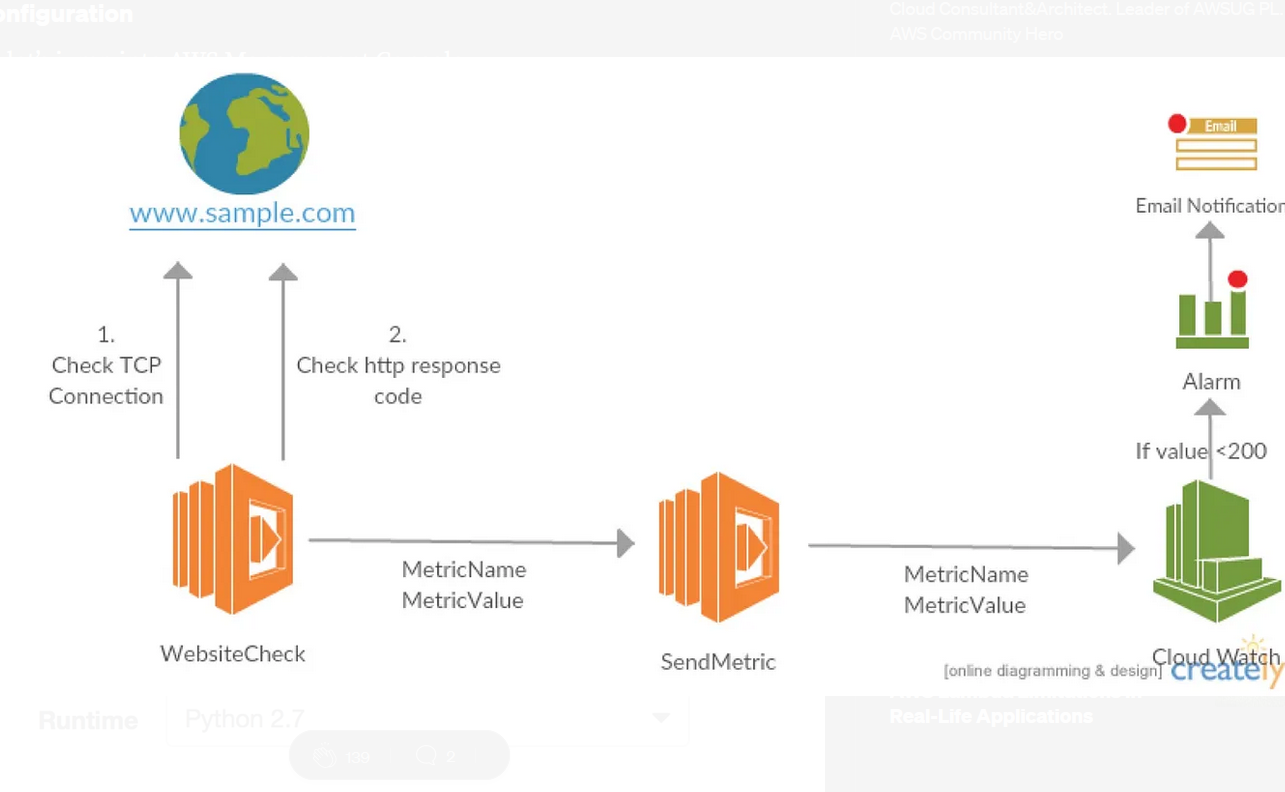 onfiguration
Cloud Consultant&Architect. Leader of AWSUG PL.
AWS Community Hero
Email
Email Notification
www.sample.com
1.
Check TCP
Connection
2.
Check http response
code
Alarm
If value <200
MetricName
MetricValue
MetricName
MetricValue
WebsiteCheck
SendMetric
Cloud Watch
[online diagramming & design] creately
Real-Life Applications
Runtime
Python 2.7
139
2